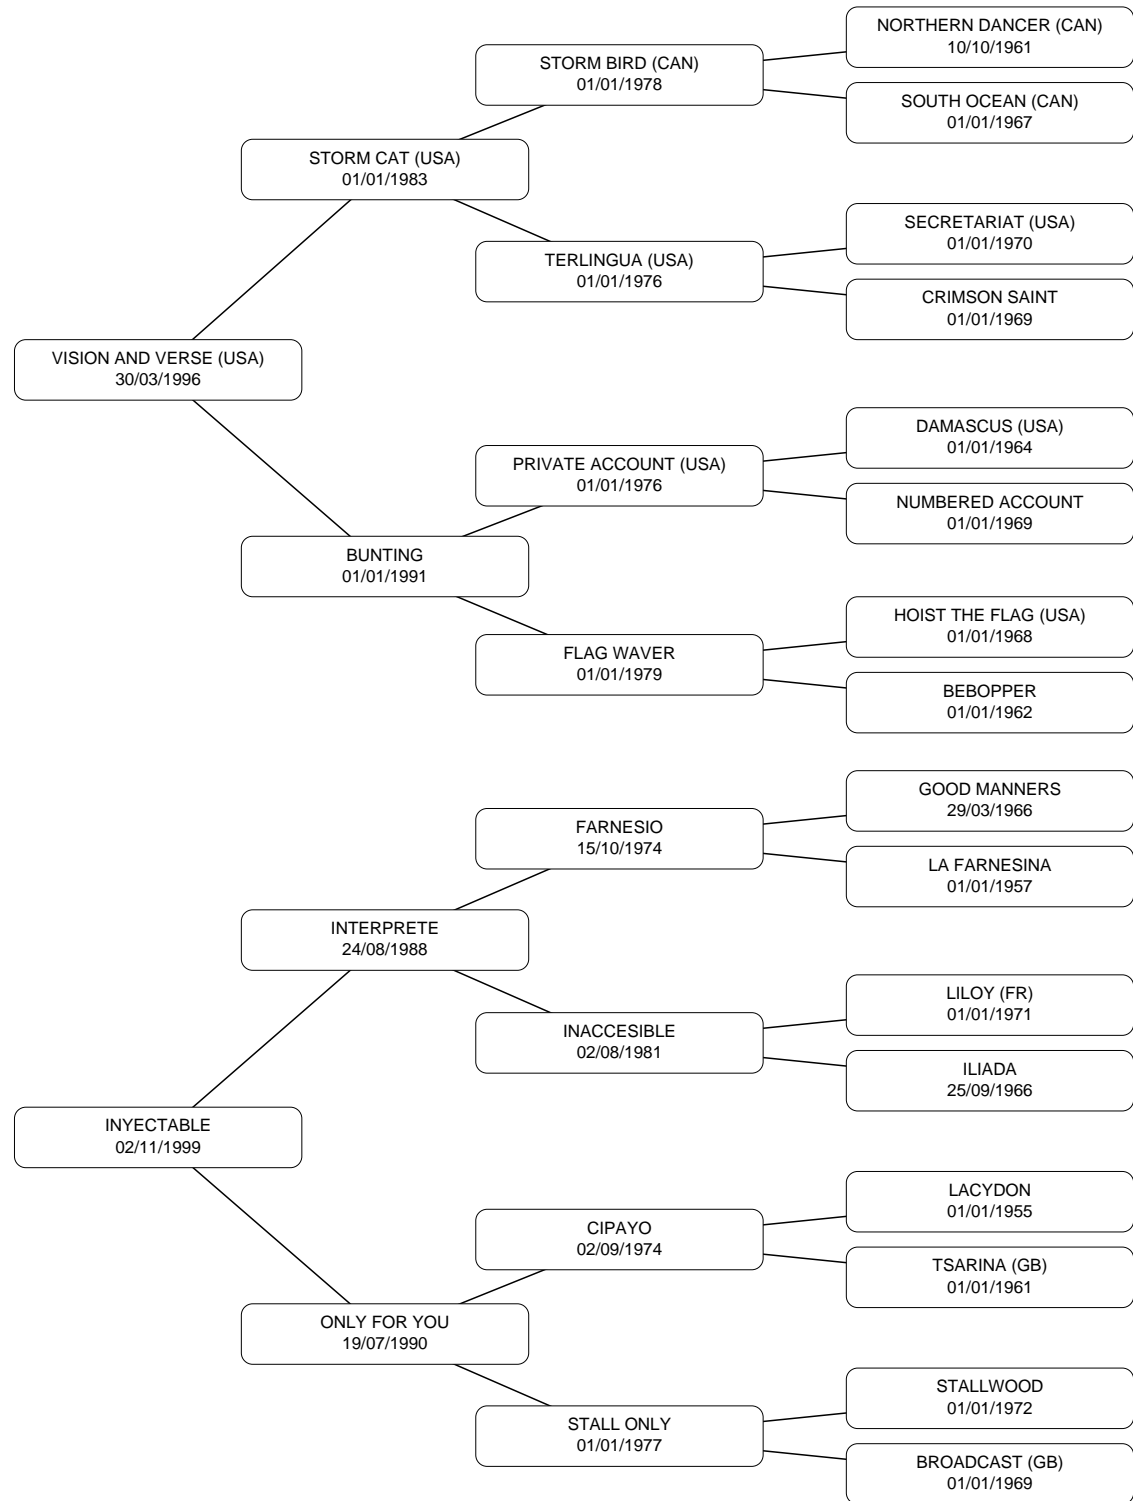 NORTHERN DANCER (CAN)
10/10/1961
STORM BIRD (CAN)
01/01/1978
SOUTH OCEAN (CAN)
01/01/1967
STORM CAT (USA)
01/01/1983
SECRETARIAT (USA)
01/01/1970
TERLINGUA (USA)
01/01/1976
CRIMSON SAINT
01/01/1969
VISION AND VERSE (USA)
30/03/1996
DAMASCUS (USA)
01/01/1964
PRIVATE ACCOUNT (USA)
01/01/1976
NUMBERED ACCOUNT
01/01/1969
BUNTING
01/01/1991
HOIST THE FLAG (USA)
01/01/1968
FLAG WAVER
01/01/1979
BEBOPPER
01/01/1962
GOOD MANNERS
29/03/1966
FARNESIO
15/10/1974
LA FARNESINA
01/01/1957
INTERPRETE
24/08/1988
LILOY (FR)
01/01/1971
INACCESIBLE
02/08/1981
ILIADA
25/09/1966
INYECTABLE
02/11/1999
LACYDON
01/01/1955
CIPAYO
02/09/1974
TSARINA (GB)
01/01/1961
ONLY FOR YOU
19/07/1990
STALLWOOD
01/01/1972
STALL ONLY
01/01/1977
BROADCAST (GB)
01/01/1969